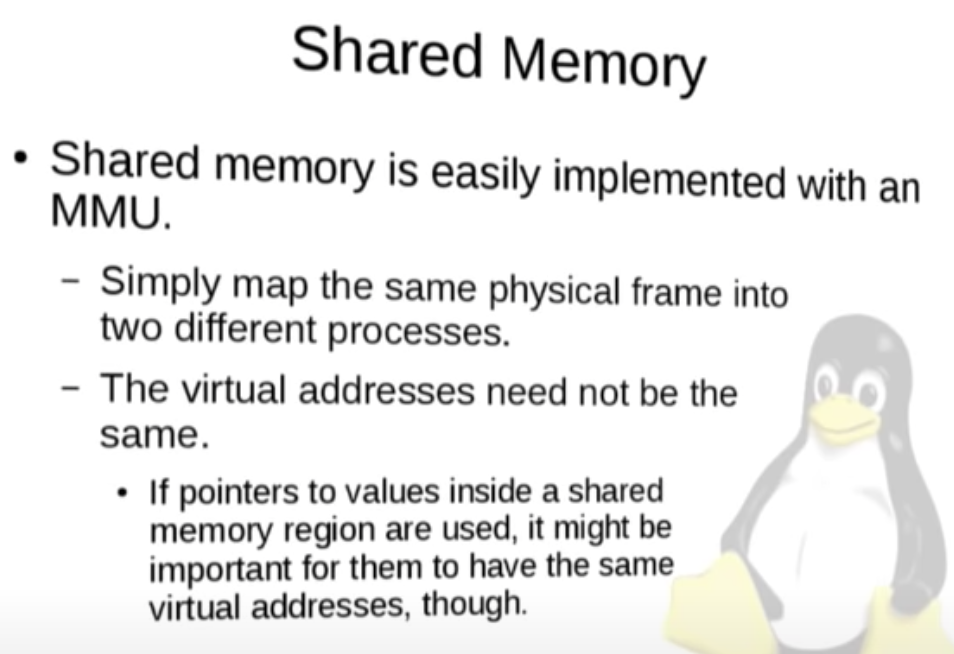 Shared Memory
• Shared memory is easily implemented with an
MMU.
– Simply map the same physical frame into
two different processes.
– The virtual addresses need not be the
same.
• If pointers to values inside a shared
memory region are used, it might be
important for them to have the same
virtual addresses, though.